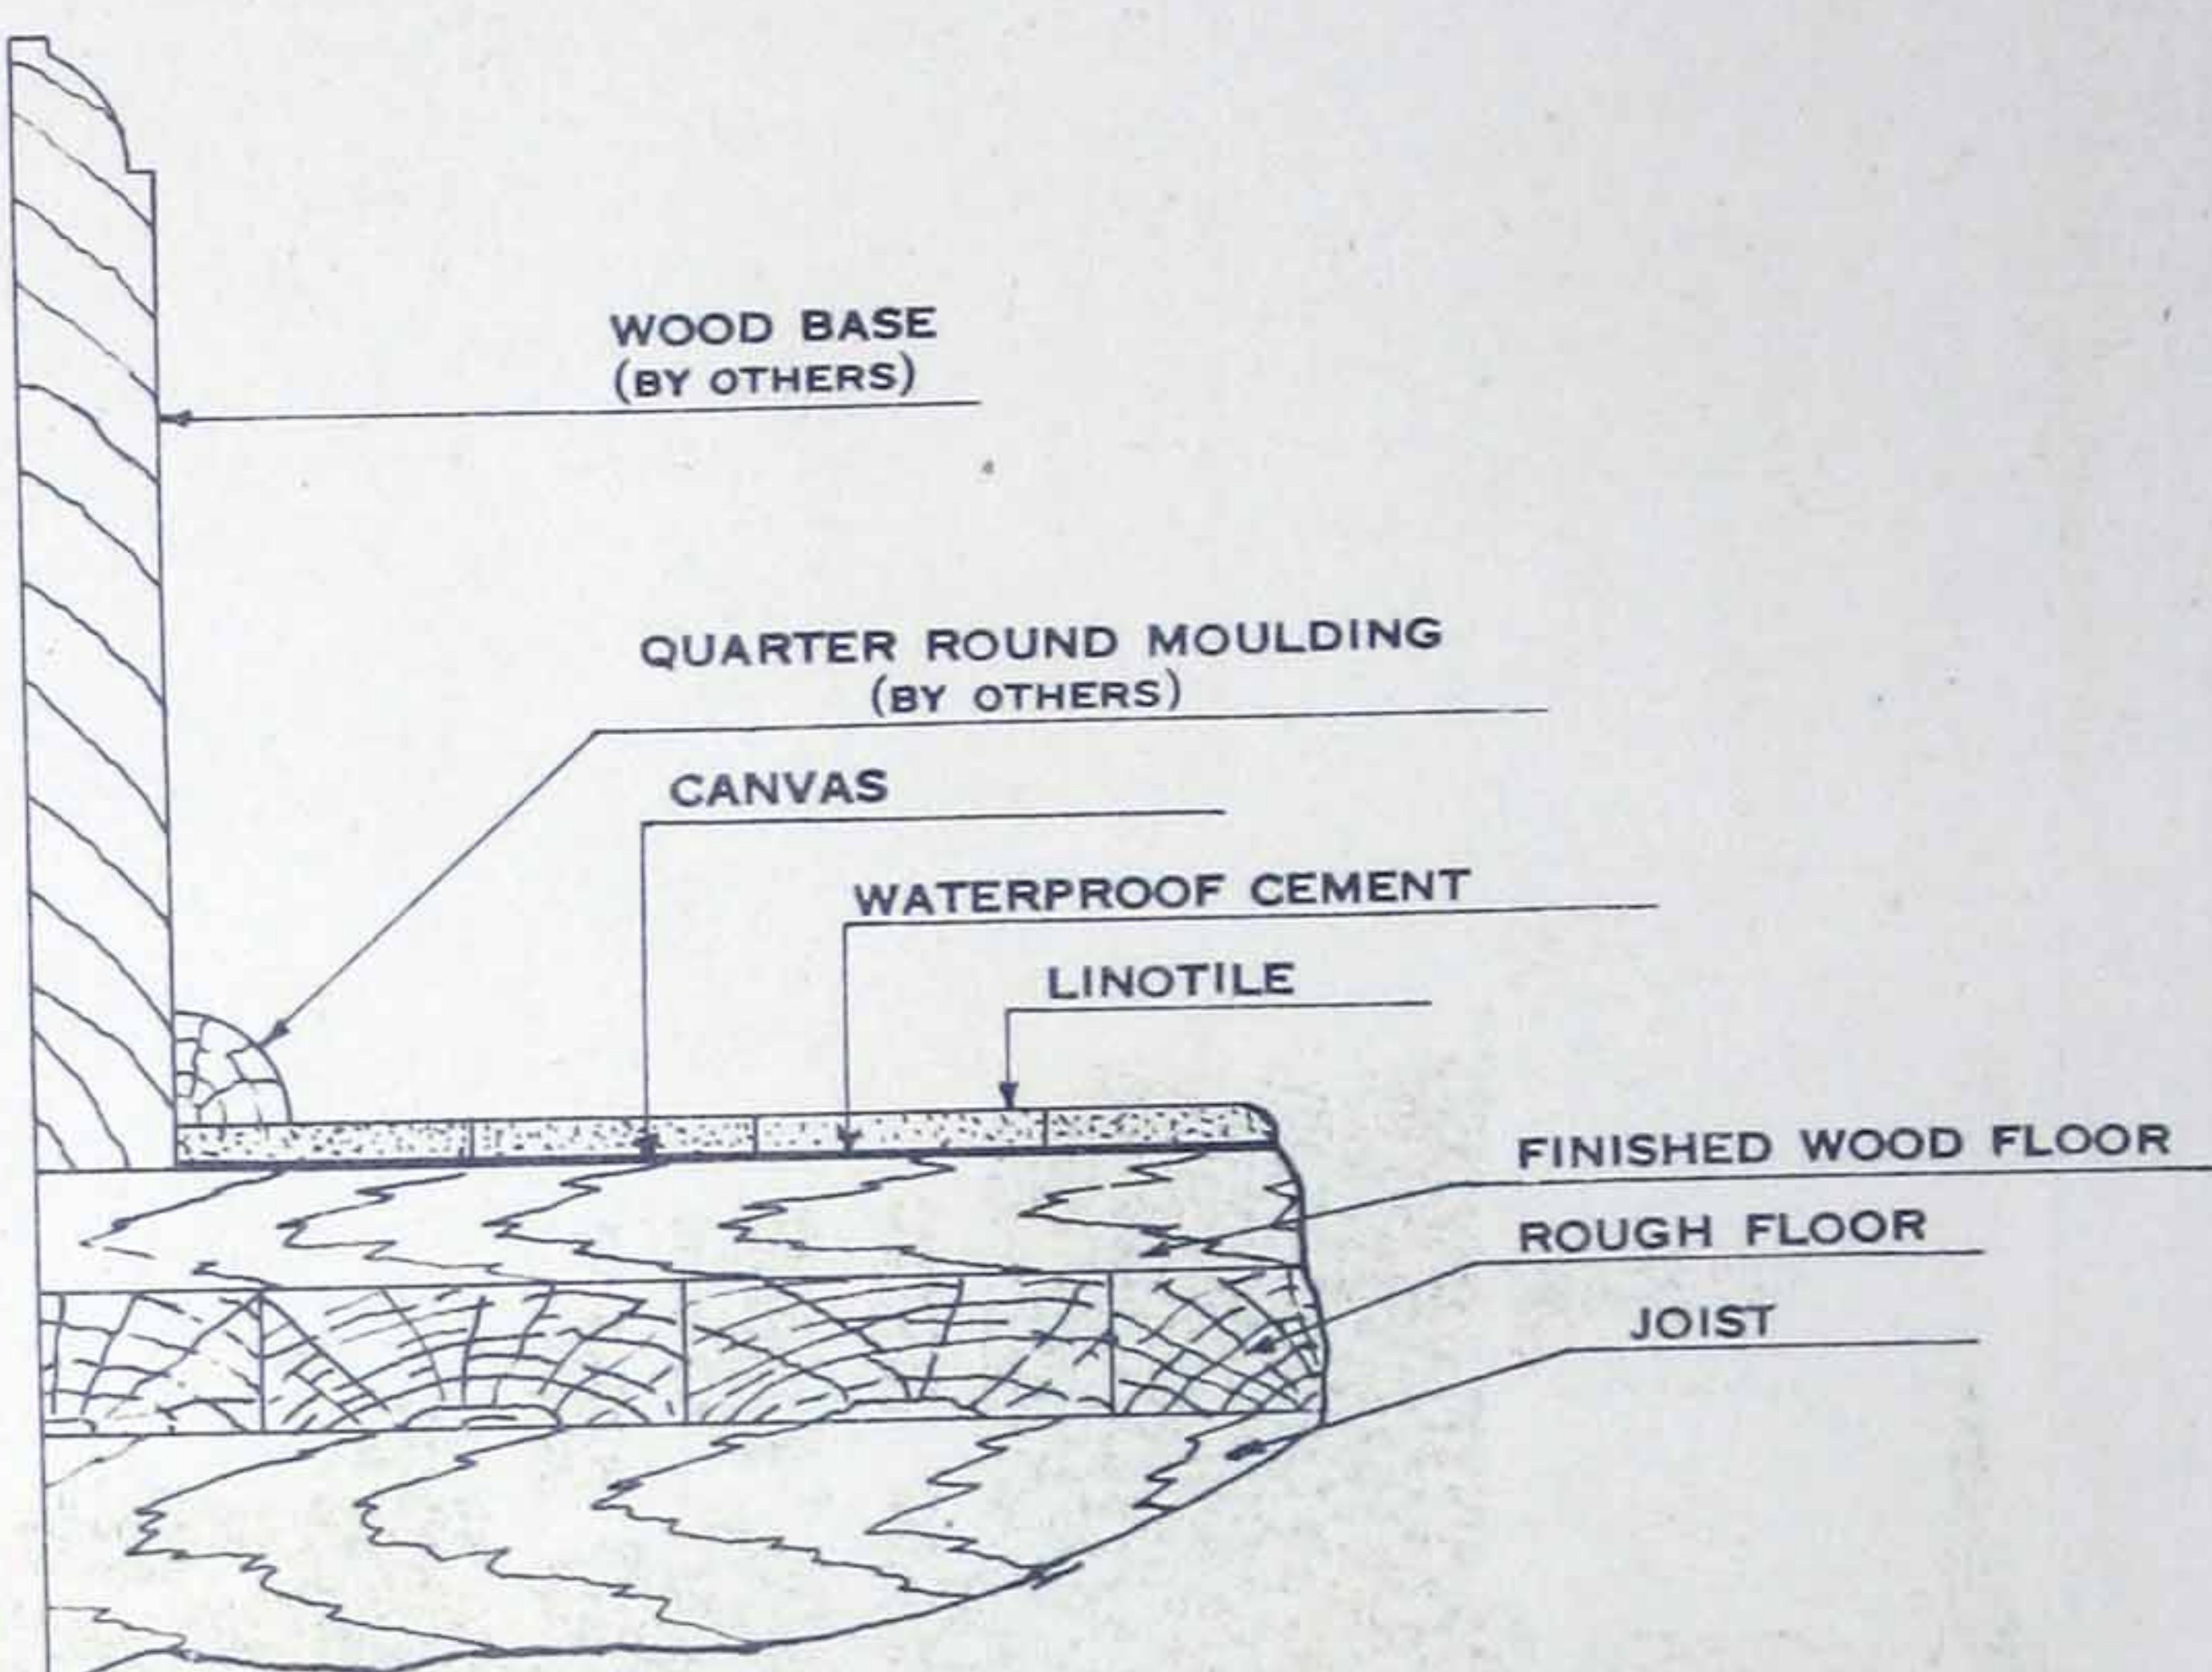 WOOD BASE
(BY OTHERS)
QUARTER ROUND MOULDING
(BY OTHERS)
CANVAS
WATERPROOF CEMENT
LINOTILE
FINISHED WOOD FLOOR
ROUGH FLOOR
JOIST